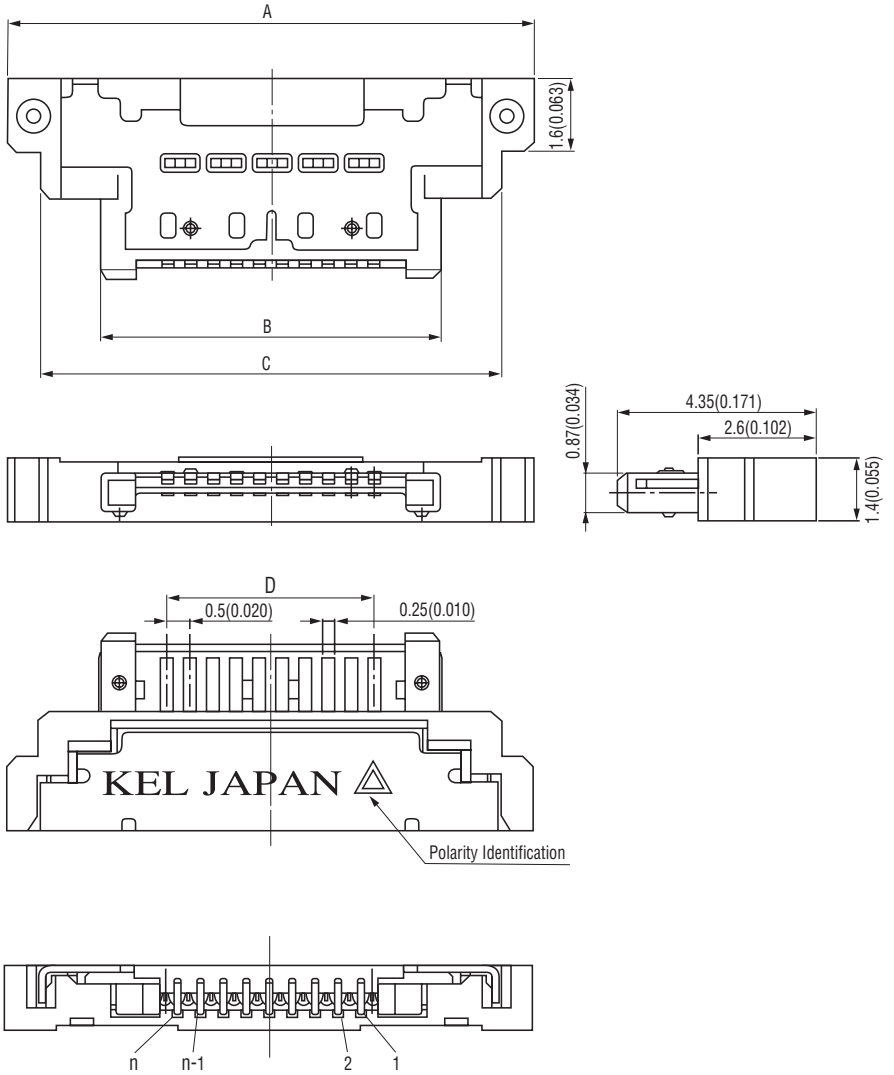 A
1.6(0.063)
B
C
0.87(0.034)
4.35(0.171)
2.6(0.102)
1.4(0.055)
D
0.5(0.020)
0.25(0.010)
KEL JAPAN
Polarity Identification
n
n-1
2
1